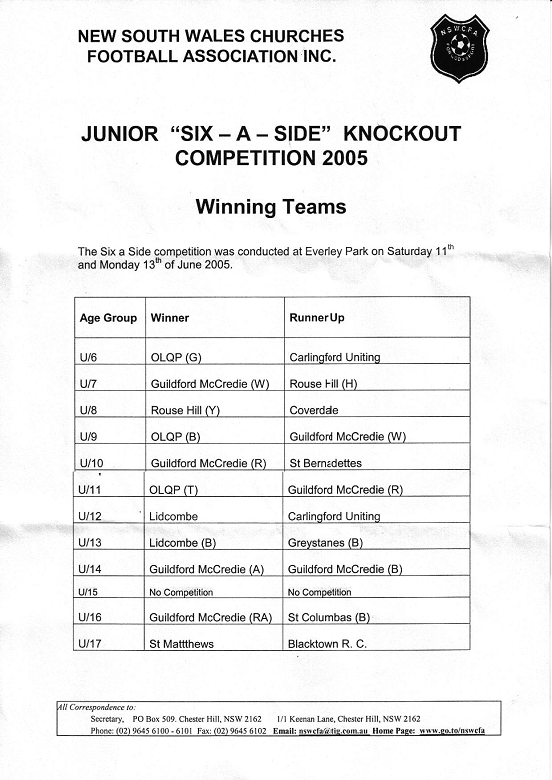 NEW SOUTH WALES CHURCHES
FOOTBALL ASSOCIATION INC.
NSWCFA
JUNIOR "SIX – A – SIDE" KNOCKOUT
COMPETITION 2005
Winning Teams
The Six a Side competition was conducted at Everley Park on Saturday 11th
and Monday 13th of June 2005.
Age Group Winner Runner Up
U/6 OLQP (G) Carlingford Uniting
U/7 Guildford McCredie (W) Rouse Hill (H)
U/8 Rouse Hill (Y) Coverdale
U/9 OLQP (B) Guildford McCredie (W)
U/10 Guildford McCredie (R) St Bernadettes
U/11 OLQP (T) Guildford McCredie (R)
U/12 Lidcombe Carlingford Uniting
U/13 Lidcombe (B) Greystanes (B)
U/14 Guildford McCredie (A) Guildford McCredie (B)
U/15 No Competition No Competition
U/16 Guildford McCredie (RA) St Columbas (B)
U/17 St Mattthews Blacktown R. C.
All Correspondence to:
Secretary, PO Box 509. Chester Hill, NSW 2162 1/1 Keenan Lane, Chester Hill, NSW 2162
Phone: (02) 9645 6100 - 6101 Fax: (02) 9645 6102 Email: nswcfa@tig.com.au Home Page: www.go.to/nswcfa